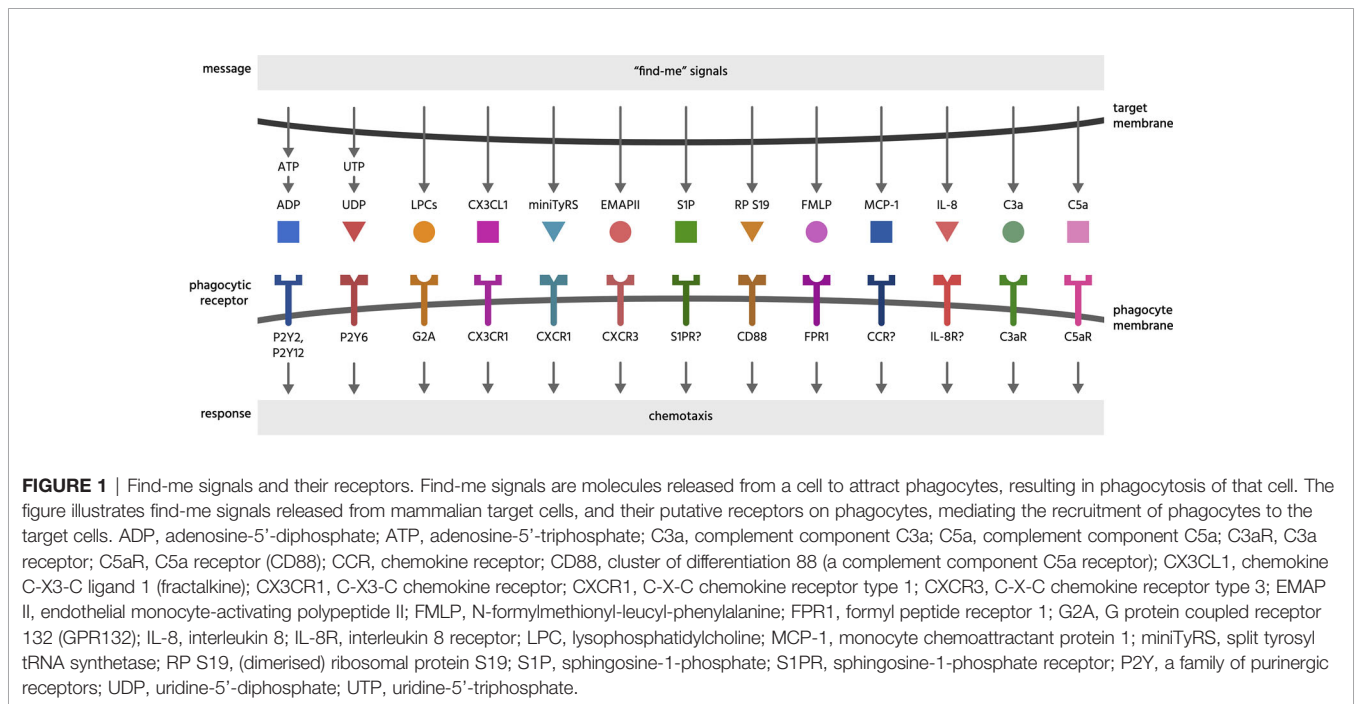 message
"find-me" signals
target
membrane
ATP UTP
ADP UDP LPCs CX3CL1 miniTyRS EMAPII S1P RP S19 FMLP MCP-1 IL-8 C3a C5a
phagocytic
receptor
phagocyte
membrane
P2Y2,
P2Y12 P2Y6 G2A CX3CR1 CXCR1 CXCR3 S1PR? CD88 FPR1 CCR? IL-8R? C3aR C5aR
response
chemotaxis
FIGURE 1 | Find-me signals and their receptors. Find-me signals are molecules released from a cell to attract phagocytes, resulting in phagocytosis of that cell. The
figure illustrates find-me signals released from mammalian target cells, and their putative receptors on phagocytes, mediating the recruitment of phagocytes to the
target cells. ADP, adenosine-5'-diphosphate; ATP, adenosine-5'-triphosphate; C3a, complement component C3a; C5a, complement component C5a; C3aR, C3a
receptor; C5aR, C5a receptor (CD88); CCR, chemokine receptor; CD88, cluster of differentiation 88 (a complement component C5a receptor); CX3CL1, chemokine
C-X3-C ligand 1 (fractalkine); CX3CR1, C-X3-C chemokine receptor; CXCR1, C-X-C chemokine receptor type 1; CXCR3, C-X-C chemokine receptor type 3; EMAP
II, endothelial monocyte-activating polypeptide II; FMLP, N-formylmethionyl-leucyl-phenylalanine; FPR1, formyl peptide receptor 1; G2A, G protein coupled receptor
132 (GPR132); IL-8, interleukin 8; IL-8R, interleukin 8 receptor; LPC, lysophosphatidylcholine; MCP-1, monocyte chemoattractant protein 1; miniTyRS, split tyrosyl
tRNA synthetase; RP S19, (dimerised) ribosomal protein S19; S1P, sphingosine-1-phosphate; S1PR, sphingosine-1-phosphate receptor; P2Y, a family of purinergic
receptors; UDP, uridine-5'-diphosphate; UTP, uridine-5'-triphosphate.